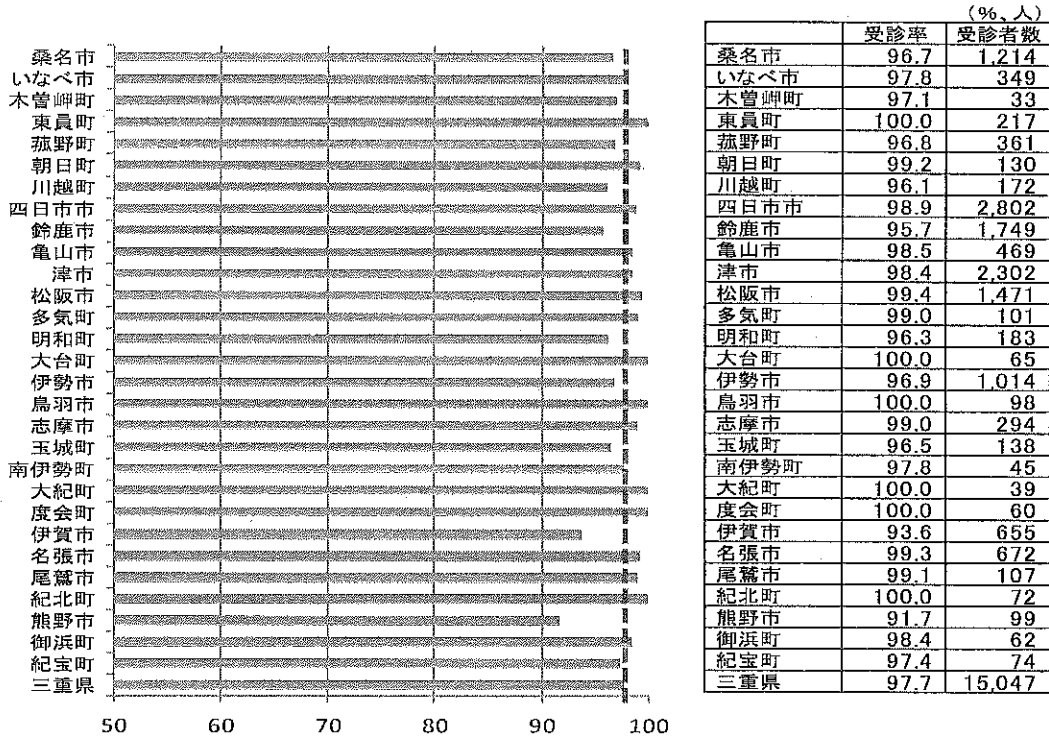 桑名市
いなべ市
木曽岬町
東員町
菰野町
朝日町
川越町
四日市市
鈴鹿市
亀山市
津市
松阪市
多気町
明和町
大台町
伊勢市
鳥羽市
志摩市
玉城町
南伊勢町
大紀町
度会町
伊賀市
名張市
尾鷲市
紀北町
熊野市
御浜町
紀宝町
三重県
50 60 70 80 90 100
(%、人)
受診率 受診者数
桑名市 96.7 1,214
いなべ市 97.8 349
木曽岬町 97.1 33
東員町 100.0 217
菰野町 96.8 361
朝日町 99.2 130
川越町 96.1 172
四日市市 98.9 2,802
鈴鹿市 95.7 1,749
亀山市 98.5 469
津市 98.4 2,302
松阪市 99.4 1,471
多気町 99.0 101
明和町 96.3 183
大台町 100.0 65
伊勢市 96.9 1,014
鳥羽市 100.0 98
志摩市 99.0 294
玉城町 96.5 138
南伊勢町 97.8 45
大紀町 100.0 39
度会町 100.0 60
伊賀市 93.6 655
名張市 99.3 672
尾鷲市 99.1 107
紀北町 100.0 72
熊野市 91.7 99
御浜町 98.4 62
紀宝町 97.4 74
三重県 97.7 15,047